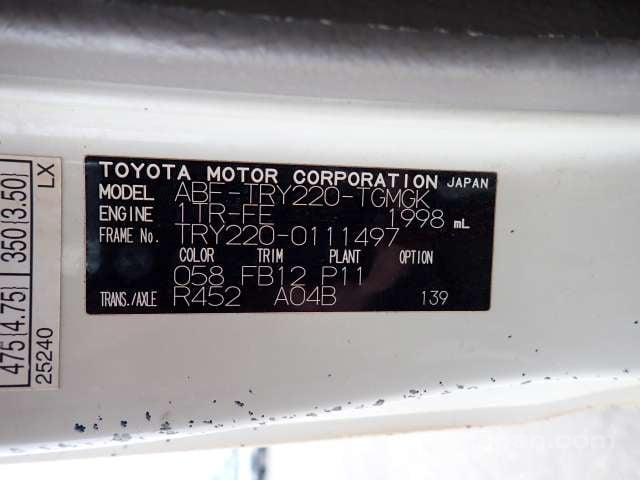 TOYOTA MOTOR CORPORATION JAPAN
MODEL ABF-TRY220-TGMGK
ENGINE 1TR-FE 1998 mL
FRAME No. TRY220-0111497
COLOR TRIM PLANT OPTION
058 FB12 P11
TRANS./AXLE R452 A04B 139
475{4.75} 350{3.50}
25240 LX